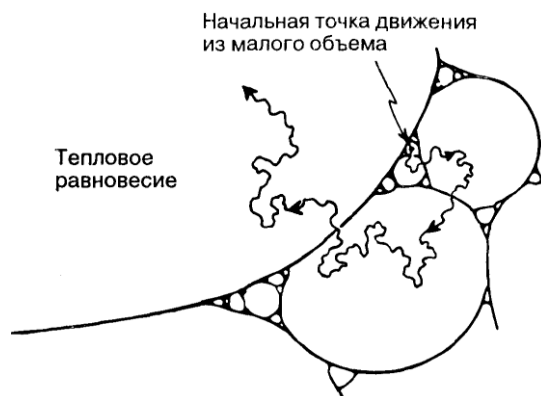 Начальная точка движения
из малого объема
Тепловое
равновесие